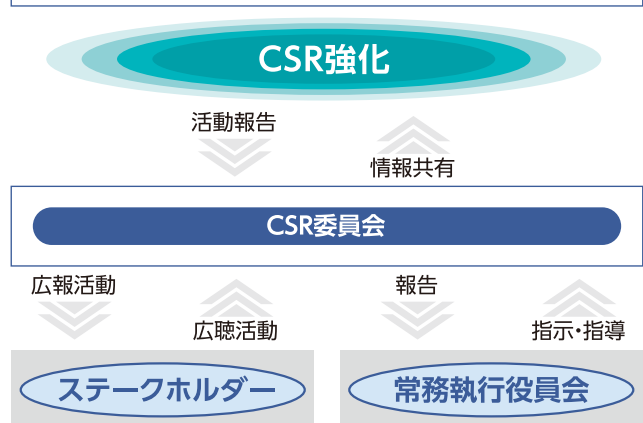 CSR強化
活動報告
情報共有
CSR委員会
広報活動
報告
広聴活動
指示・指導
ステークホルダー
常務執行役員会